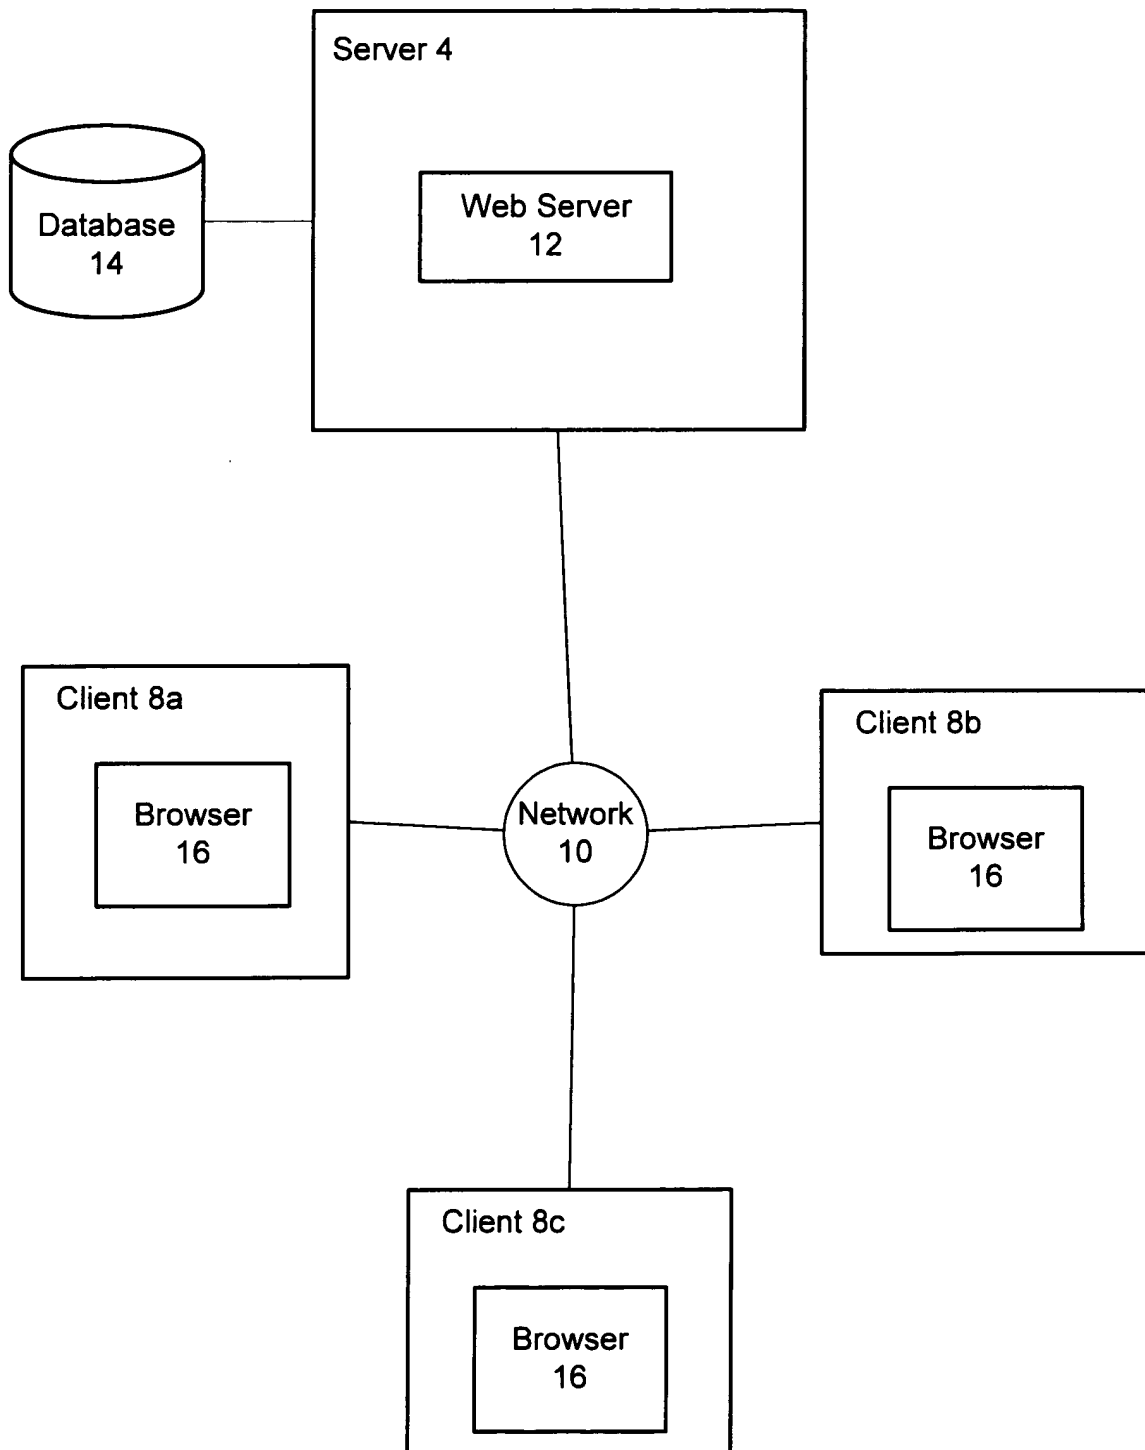 Server 4
Web Server
12
Database
14
Client 8a
Browser
16
Network
10
Client 8b
Browser
16
Client 8c
Browser
16